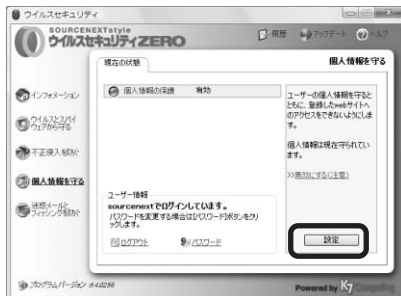 ウイルスセキュリティ
SOURCENEXT style
ウイルスセキュリティZERO
履歴
アップデート
ヘルプ
現在の状態
個人情報を守る
インフォメーション
ウイルスとスパイ
ウェアから守る
不正侵入を防ぐ
個人情報を守る
迷惑メールと
フィッシングを防ぐ
個人情報の保護 有効
ユーザーの個人情報を守ると
ともに、登録したwebサイトへ
のアクセスをできないようにしま
す。
個人情報は現在守られてい
ます。
>>無効にする(注意)
ユーザー情報
sourcenextでログインしています。
パスワードを変更する場合は[パスワード]ボタンをクリ
ックします。
ログアウト
パスワード
設定
プログラムバージョン 9.4.0256
Powered by K7 Computing